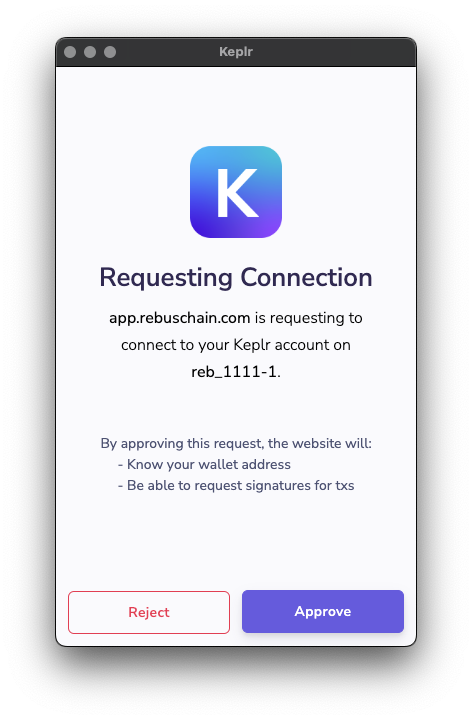 Keplr
K
Requesting Connection
app.rebuschain.com is requesting to
connect to your Keplr account on
reb_1111-1.
By approving this request, the website will:
- Know your wallet address
- Be able to request signatures for txs
Reject
Approve